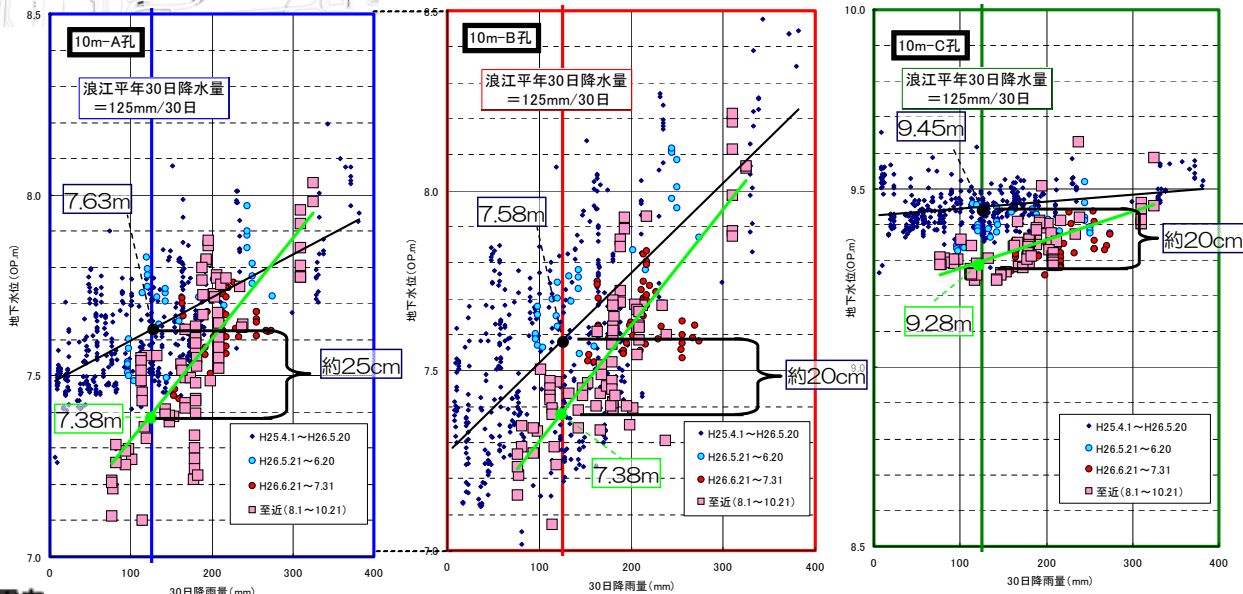 10m-A孔
浪江平年30日降水量
＝125mm/30日
7.63m
約25cm
7.38m
◆ H25.4.1～H26.5.20
H26.5.21～6.20
H26.6.21～7.31
至近(8.1～10.21)
地下水位(OP.m)
8.5
8.0
7.5
7.0
0
100
200
300
400
30日降雨量(mm)
10m-B孔
浪江平年30日降水量
＝125mm/30日
7.58m
約20cm
7.38m
H25.4.1～H26.5.20
H26.5.21～6.20
H26.6.21～7.31
至近(8.1～10.21)
地下水位(OP.m)
8.5
8.0
7.5
7.0
0
100
200
300
400
30日降雨量(mm)
10m-C孔
浪江平年30日降水量
＝125mm/30日
9.45m
約20cm
9.28m
H25.4.1～H26.5.20
H26.5.21～6.20
H26.6.21～7.31
至近(8.1～10.21)
地下水位(OP.m)
10.0
9.5
9.0
8.5
0
100
200
300
400
30日降雨量(mm)